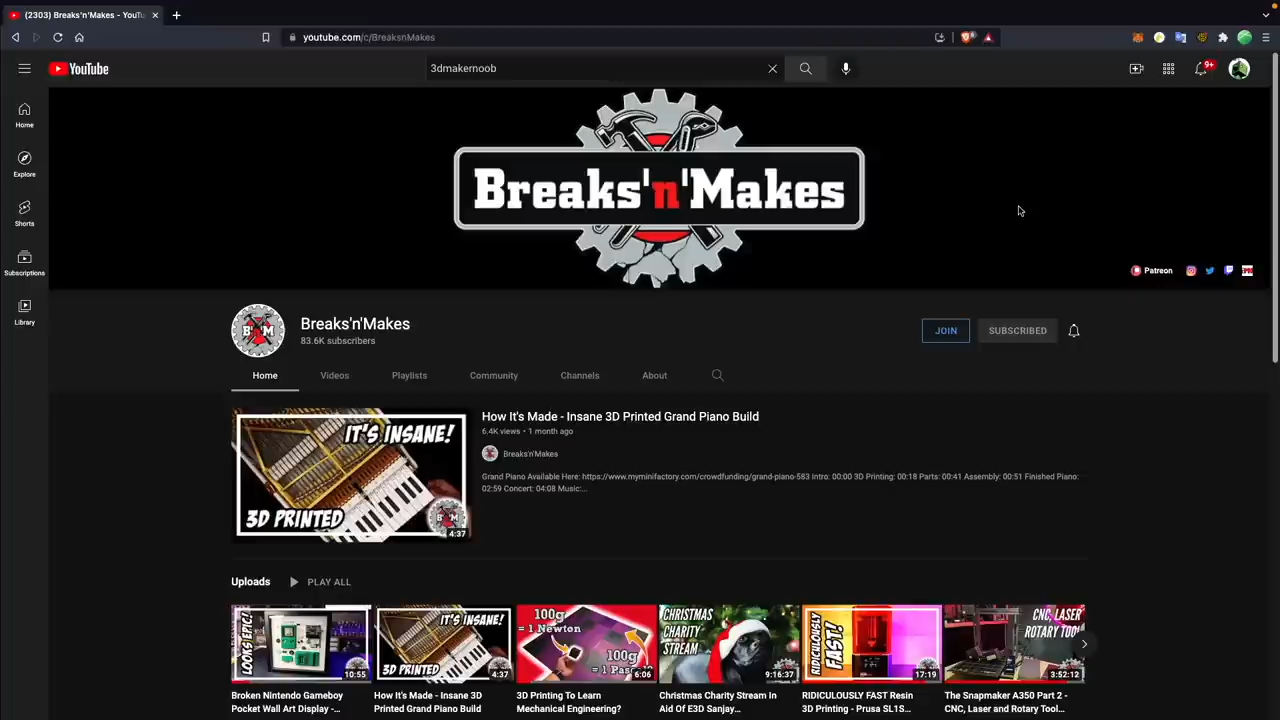 (2303) Breaks'n'Makes - YouTu
youtube.com/c/BreaksnMakes
YouTube
3dmakernoob
9+
Home
Explore
Shorts
Subscriptions
Library
Breaks'n'Makes
Patreon
Breaks'n'Makes
83.6K subscribers
JOIN
SUBSCRIBED
Home
Videos
Playlists
Community
Channels
About
IT'S INSANE!
3D PRINTED
4:37
How It's Made - Insane 3D Printed Grand Piano Build
6.4K views • 1 month ago
Breaks'n'Makes
Grand Piano Available Here: https://www.myminifactory.com/crowdfunding/grand-piano-583 Intro: 00:00 3D Printing: 00:18 Parts: 00:41 Assembly: 00:51 Finished Piano:
02:59 Concert: 04:08 Music:...
Uploads
PLAY ALL
LOOKS EPIC!
10:55
IT'S INSANE!
3D PRINTED
4:37
100g
= 1 Newton
100g
= 1 Pasc
6:06
CHRISTMAS
CHARITY
STREAM
9:16:37
RIDICULOUSLY
FAST!
17:19
CNC, LASER
ROTARY TOO
3:52:12
Broken Nintendo Gameboy
Pocket Wall Art Display -...
How It's Made - Insane 3D
Printed Grand Piano Build
3D Printing To Learn
Mechanical Engineering?
Christmas Charity Stream In
Aid Of E3D Sanjay...
RIDICULOUSLY FAST Resin
3D Printing - Prusa SL1S...
The Snapmaker A350 Part 2 -
CNC, Laser and Rotary Tool...